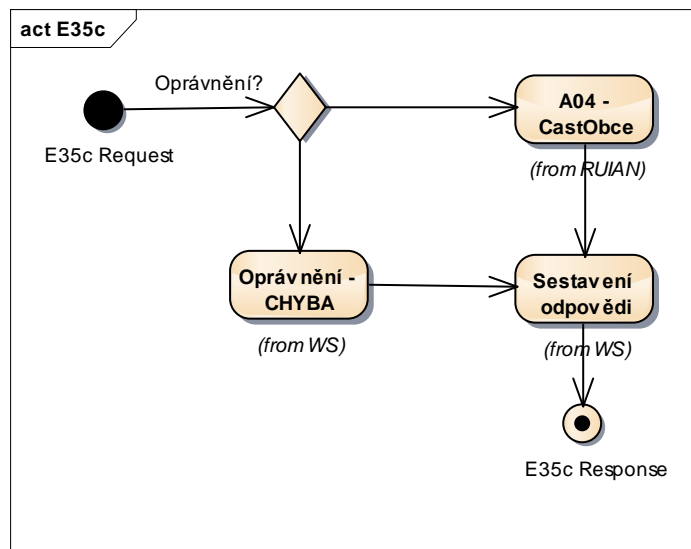 act E35c
Oprávnění?
E35c Request
A04 -
CastObce
(from RUIAN)
Oprávnění -
CHYBA
(from WS)
Sestavení
odpovědi
(from WS)
E35c Response